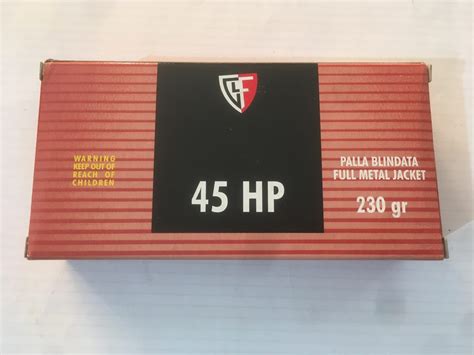 WARNING
KEEP OUT OF
REACH OF
CHILDREN
45 HP
PALLA BLINDATA
FULL METAL JACKET
230 gr